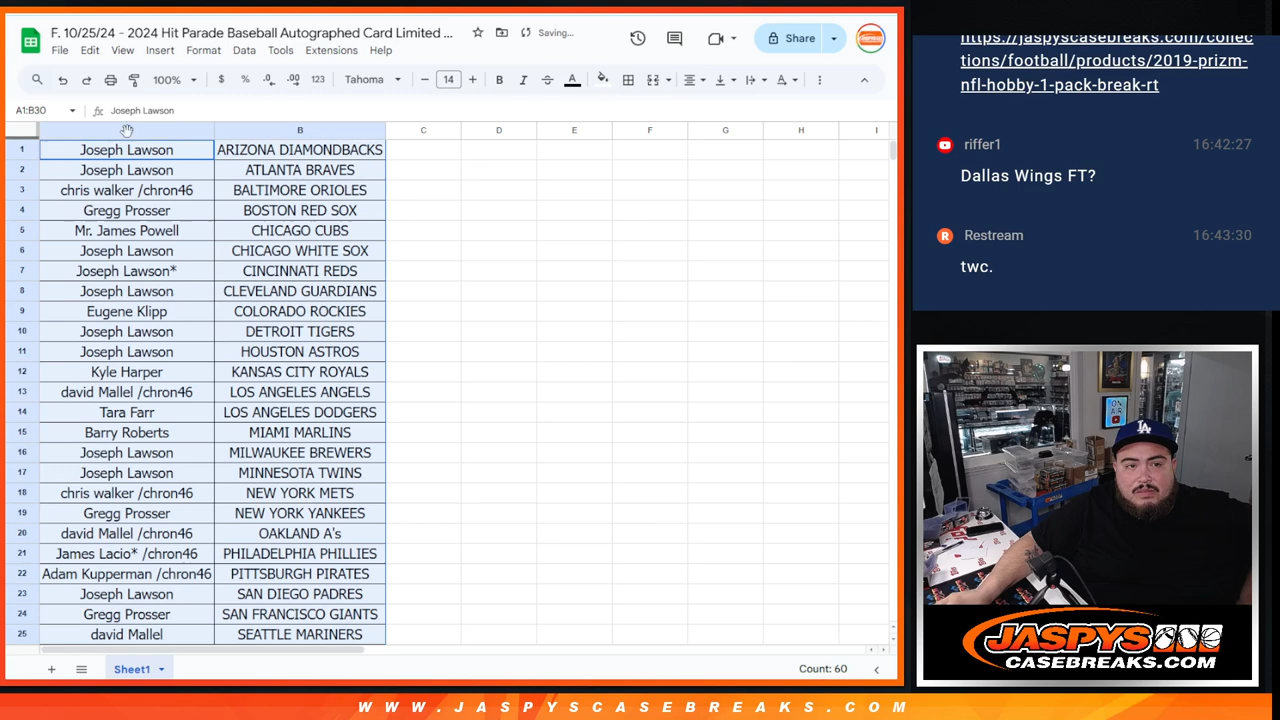 F. 10/25/24 - 2024 Hit Parade Baseball Autographed Card Limited ...
Saving...
File Edit View Insert Format Data Tools Extensions Help
Share
100%
$ % .0 .00 123
Tahoma
14
B I A
A1:B30
fx Joseph Lawson
B C D E F G H I
1 Joseph Lawson ARIZONA DIAMONDBACKS
2 Joseph Lawson ATLANTA BRAVES
3 chris walker /chron46 BALTIMORE ORIOLES
4 Gregg Prosser BOSTON RED SOX
5 Mr. James Powell CHICAGO CUBS
6 Joseph Lawson CHICAGO WHITE SOX
7 Joseph Lawson* CINCINNATI REDS
8 Joseph Lawson CLEVELAND GUARDIANS
9 Eugene Klipp COLORADO ROCKIES
10 Joseph Lawson DETROIT TIGERS
11 Joseph Lawson HOUSTON ASTROS
12 Kyle Harper KANSAS CITY ROYALS
13 david Mallel /chron46 LOS ANGELES ANGELS
14 Tara Farr LOS ANGELES DODGERS
15 Barry Roberts MIAMI MARLINS
16 Joseph Lawson MILWAUKEE BREWERS
17 Joseph Lawson MINNESOTA TWINS
18 chris walker /chron46 NEW YORK METS
19 Gregg Prosser NEW YORK YANKEES
20 david Mallel /chron46 OAKLAND A's
21 James Lacio* /chron46 PHILADELPHIA PHILLIES
22 Adam Kupperman /chron46 PITTSBURGH PIRATES
23 Joseph Lawson SAN DIEGO PADRES
24 Gregg Prosser SAN FRANCISCO GIANTS
25 david Mallel SEATTLE MARINERS
Sheet1
Count: 60
https://jaspyscasebreaks.com/collec
tions/football/products/2019-prizm-
nfl-hobby-1-pack-break-rt
riffer1 16:42:27
Dallas Wings FT?
Restream 16:43:30
twc.
ON AIR
LA
JASPYS
CASEBREAKS.COM
WWW.JASPYSCASEBREAKS.COM